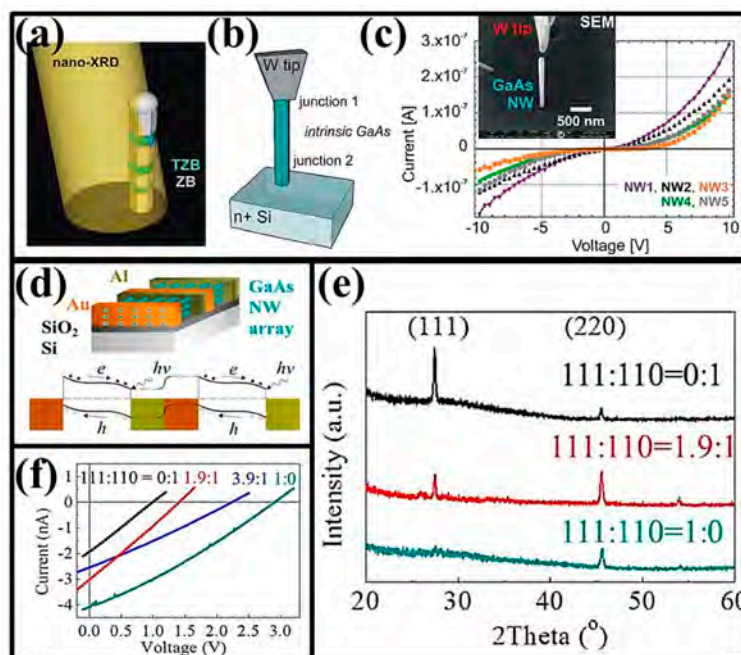 (a)
nano-XRD
TZB
ZB
(b)
W tip
junction 1
intrinsic GaAs
junction 2
n+ Si
(c)
W tip
SEM
GaAs
NW
500 nm
Current [A]
3.x10⁻⁷
2.x10⁻⁷
1.x10⁻⁷
0
-1.x10⁻⁷
NW1, NW2, NW3
NW4, NW5
-10 -5 0 5 10
Voltage [V]
(d)
Al
Au
SiO2
Si
GaAs
NW
array
e hν e hν
h h
(e)
(111) (220)
111:110=0:1
111:110=1.9:1
111:110=1:0
Intensity (a.u.)
20 30 40 50 60
2Theta (°)
(f)
111:110 = 0:1 1.9:1 3.9:1 1:0
Current (nA)
0
-1
-2
-3
-4
0.0 0.5 1.0 1.5 2.0 2.5 3.0
Voltage (V)